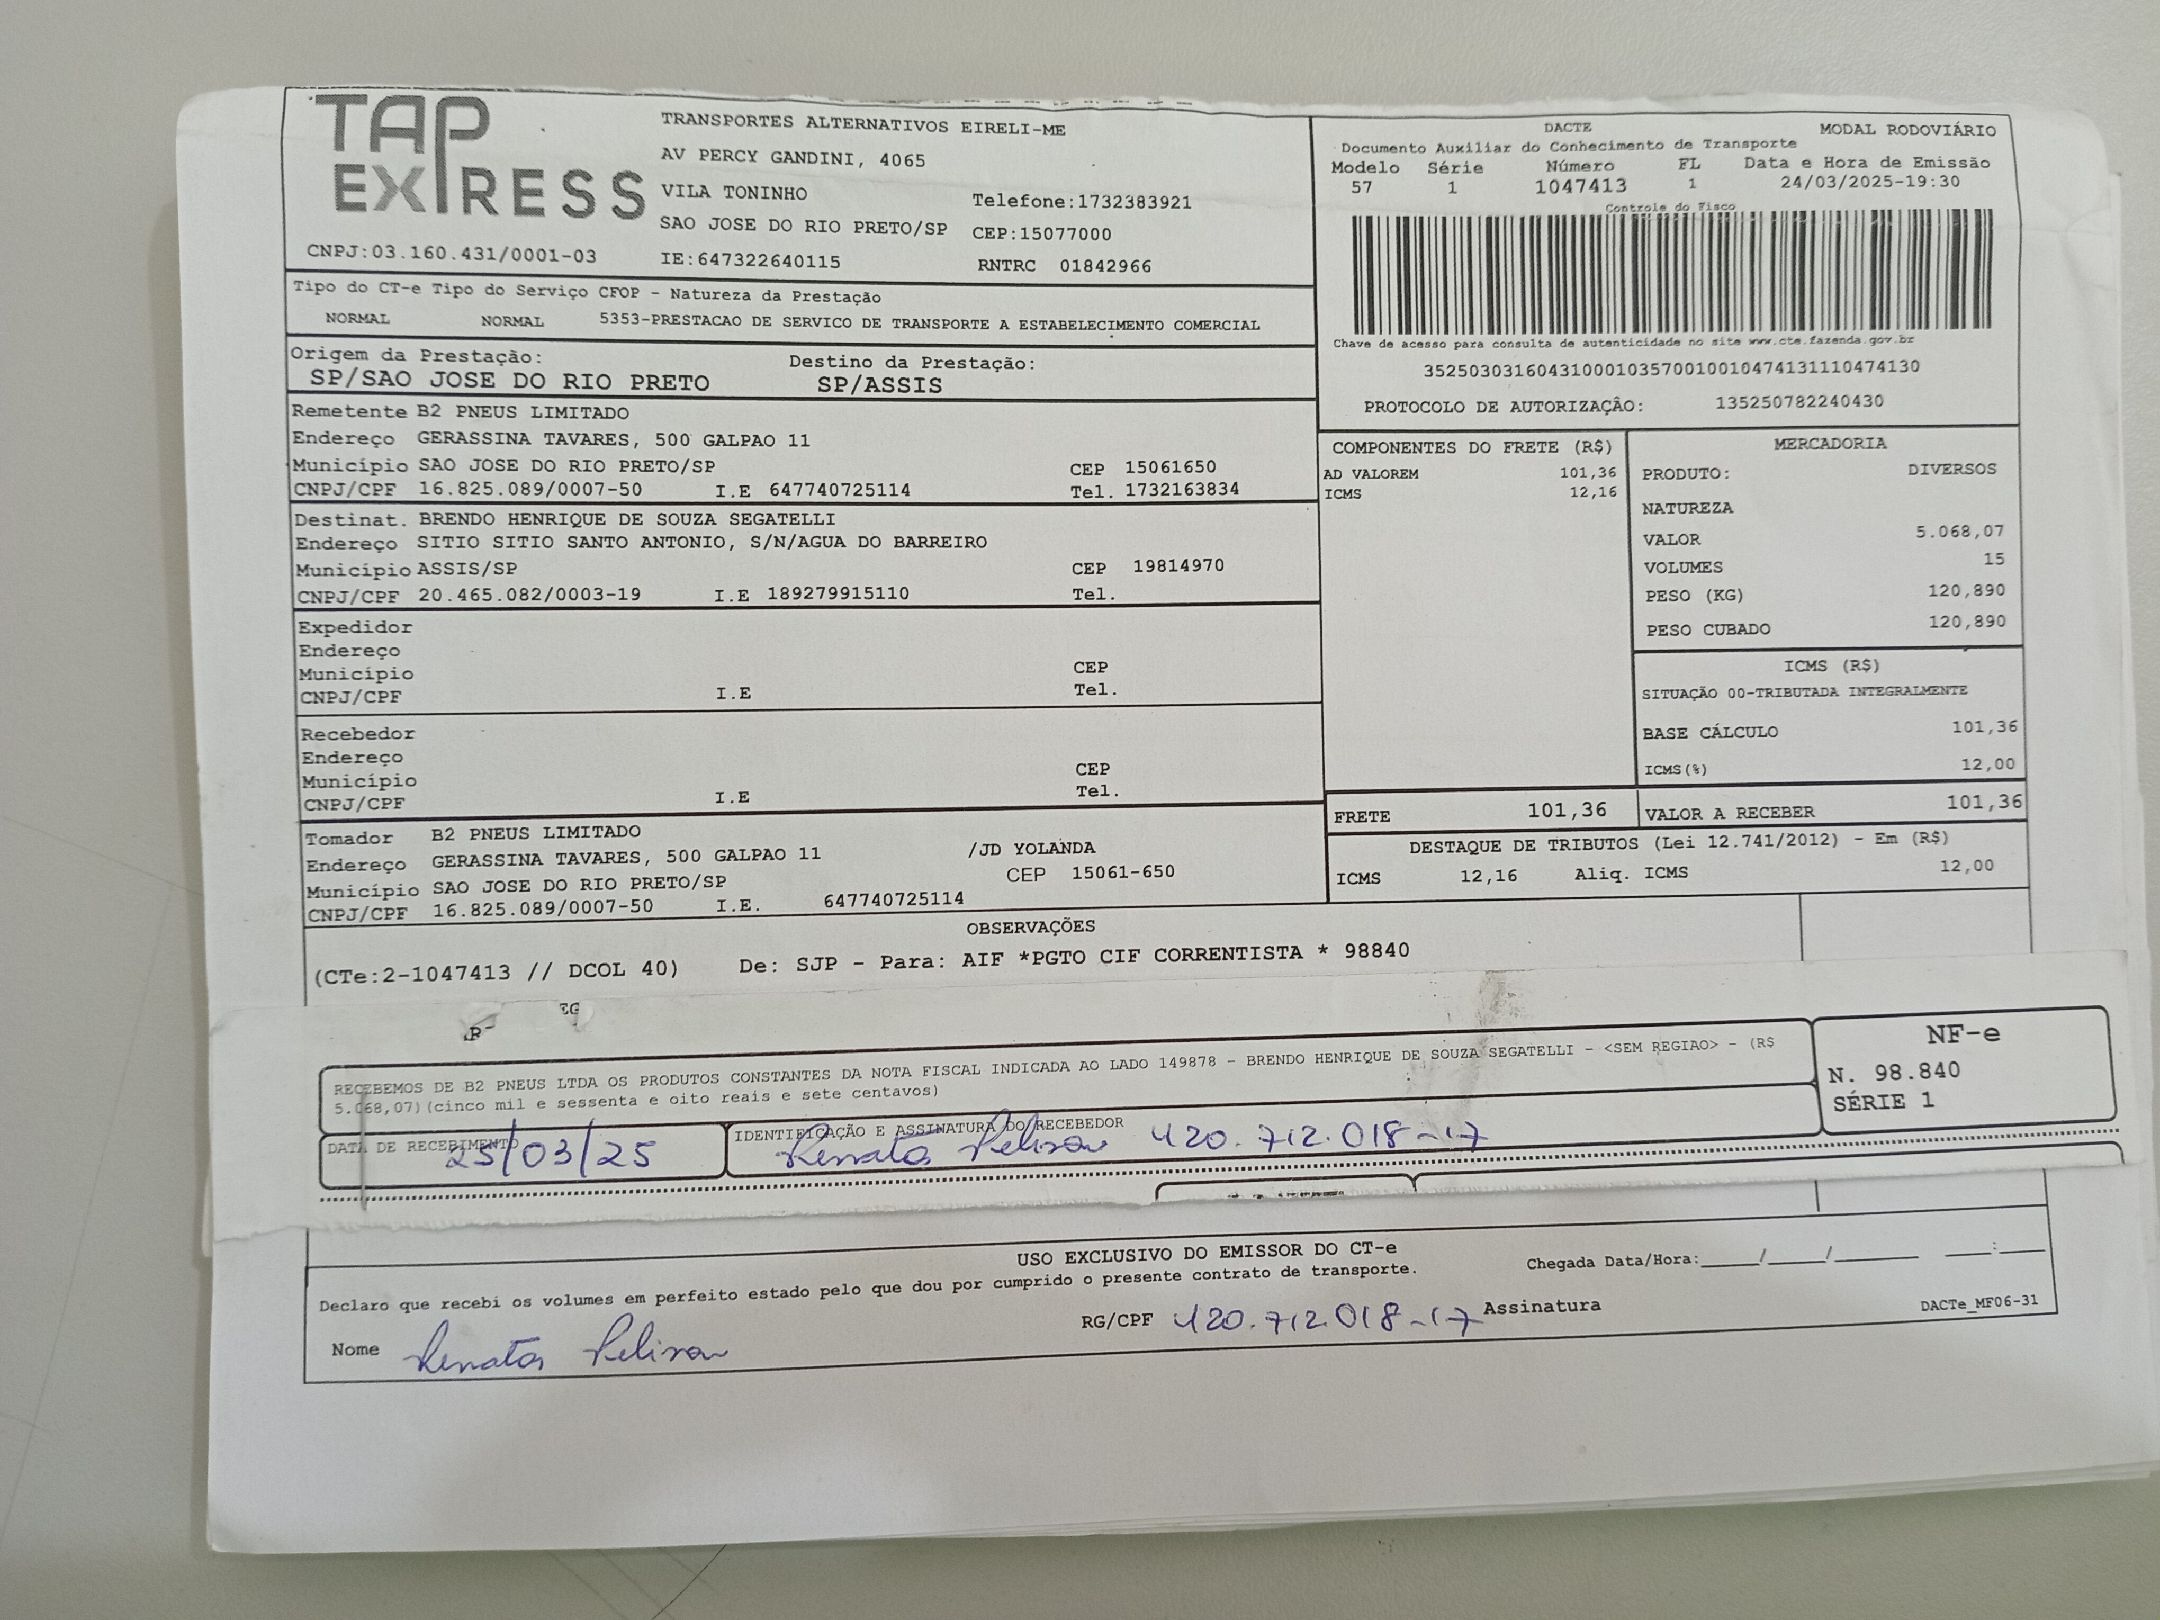 TAP EXPRESS
CNPJ:03.160.431/0001-03
TRANSPORTES ALTERNATIVOS EIRELI-ME
AV PERCY GANDINI, 4065
VILA TONINHO
Telefone:1732383921
SAO JOSE DO RIO PRETO/SP CEP:15077000
IE:647322640115 RNTRC 01842966
DACTE MODAL RODOVIÁRIO
Documento Auxiliar do Conhecimento de Transporte
Modelo Série Número FL Data e Hora de Emissão
57 1 1047413 1 24/03/2025-19:30
Controle do Fisco
Chave de acesso para consulta de autenticidade no site www.cte.fazenda.gov.br
35250303160431000103570010010474131110474130
PROTOCOLO DE AUTORIZAÇÃO: 135250782240430
Tipo do CT-e Tipo do Serviço CFOP - Natureza da Prestação
NORMAL NORMAL 5353-PRESTACAO DE SERVICO DE TRANSPORTE A ESTABELECIMENTO COMERCIAL
Origem da Prestação: Destino da Prestação:
SP/SAO JOSE DO RIO PRETO SP/ASSIS
Remetente B2 PNEUS LIMITADO
Endereço GERASSINA TAVARES, 500 GALPAO 11
Município SAO JOSE DO RIO PRETO/SP CEP 15061650
CNPJ/CPF 16.825.089/0007-50 I.E 647740725114 Tel. 1732163834
Destinat. BRENDO HENRIQUE DE SOUZA SEGATELLI
Endereço SITIO SITIO SANTO ANTONIO, S/N/AGUA DO BARREIRO
Município ASSIS/SP CEP 19814970
CNPJ/CPF 20.465.082/0003-19 I.E 189279915110 Tel.
Expedidor
Endereço
Município CEP
CNPJ/CPF I.E Tel.
Recebedor
Endereço
Município CEP
CNPJ/CPF I.E Tel.
Tomador B2 PNEUS LIMITADO
Endereço GERASSINA TAVARES, 500 GALPAO 11 /JD YOLANDA
Município SAO JOSE DO RIO PRETO/SP CEP 15061-650
CNPJ/CPF 16.825.089/0007-50 I.E. 647740725114
COMPONENTES DO FRETE (R$)
AD VALOREM 101,36
ICMS 12,16
MERCADORIA
PRODUTO: DIVERSOS
NATUREZA
VALOR 5.068,07
VOLUMES 15
PESO (KG) 120,890
PESO CUBADO 120,890
ICMS (R$)
SITUAÇÃO 00-TRIBUTADA INTEGRALMENTE
BASE CÁLCULO 101,36
ICMS(%) 12,00
FRETE 101,36 VALOR A RECEBER 101,36
DESTAQUE DE TRIBUTOS (Lei 12.741/2012) - Em (R$)
ICMS 12,16 Aliq. ICMS 12,00
OBSERVAÇÕES
(CTe:2-1047413 // DCOL 40) De: SJP - Para: AIF *PGTO CIF CORRENTISTA * 98840
RECEBEMOS DE B2 PNEUS LTDA OS PRODUTOS CONSTANTES DA NOTA FISCAL INDICADA AO LADO 149878 - BRENDO HENRIQUE DE SOUZA SEGATELLI - <SEM REGIAO> - (R$
5.068,07)(cinco mil e sessenta e oito reais e sete centavos)
NF-e
N. 98.840
SÉRIE 1
DATA DE RECEBIMENTO
25/03/25
IDENTIFICAÇÃO E ASSINATURA DO RECEBEDOR
Renata 420.712.018-17
USO EXCLUSIVO DO EMISSOR DO CT-e
Declaro que recebi os volumes em perfeito estado pelo que dou por cumprido o presente contrato de transporte.
Chegada Data/Hora:
Nome Renata RG/CPF 420.712.018-17 Assinatura
DACTe_MF06-31